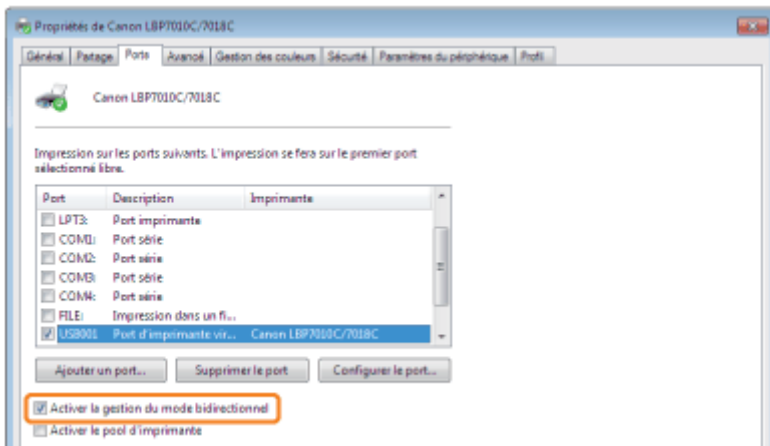 Propriétés de Canon LBP7010C/7018C
Général Partage Ports Avancé Gestion des couleurs Sécurité Paramètres du périphérique Profil
Canon LBP7010C/7018C
Impression sur les ports suivants. L'impression se fera sur le premier port
sélectionné libre.
Port Description Imprimante
LPT3: Port imprimante
COM1: Port série
COM2: Port série
COM3: Port série
COM4: Port série
FILE: Impression dans un fi...
USB001 Port d'imprimante vir... Canon LBP7010C/7018C
Ajouter un port... Supprimer le port Configurer le port...
Activer la gestion du mode bidirectionnel
Activer le pool d'imprimante